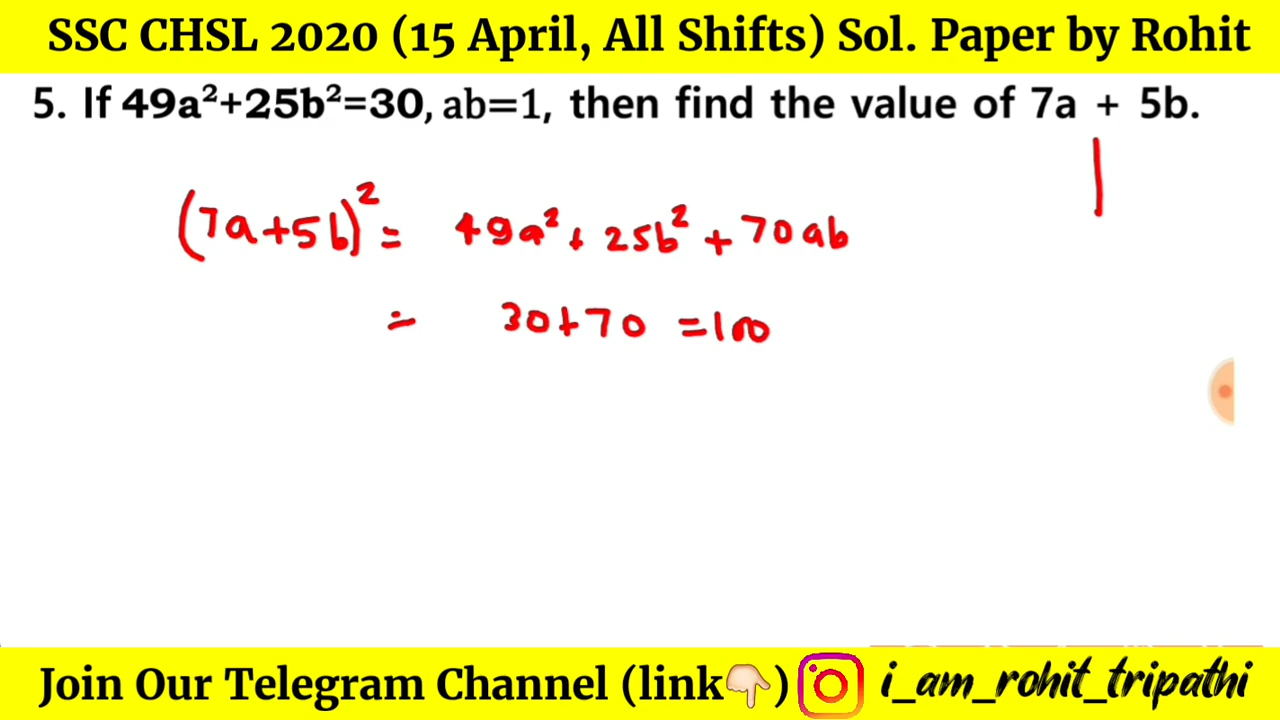 SSC CHSL 2020 (15 April, All Shifts) Sol. Paper by Rohit
5. If 49a²+25b²=30, ab=1, then find the value of 7a + 5b.
(7a+5b)² = 49a² + 25b² + 70ab
= 30+70 = 100
Join Our Telegram Channel (link👇🏻) i_am_rohit_tripathi